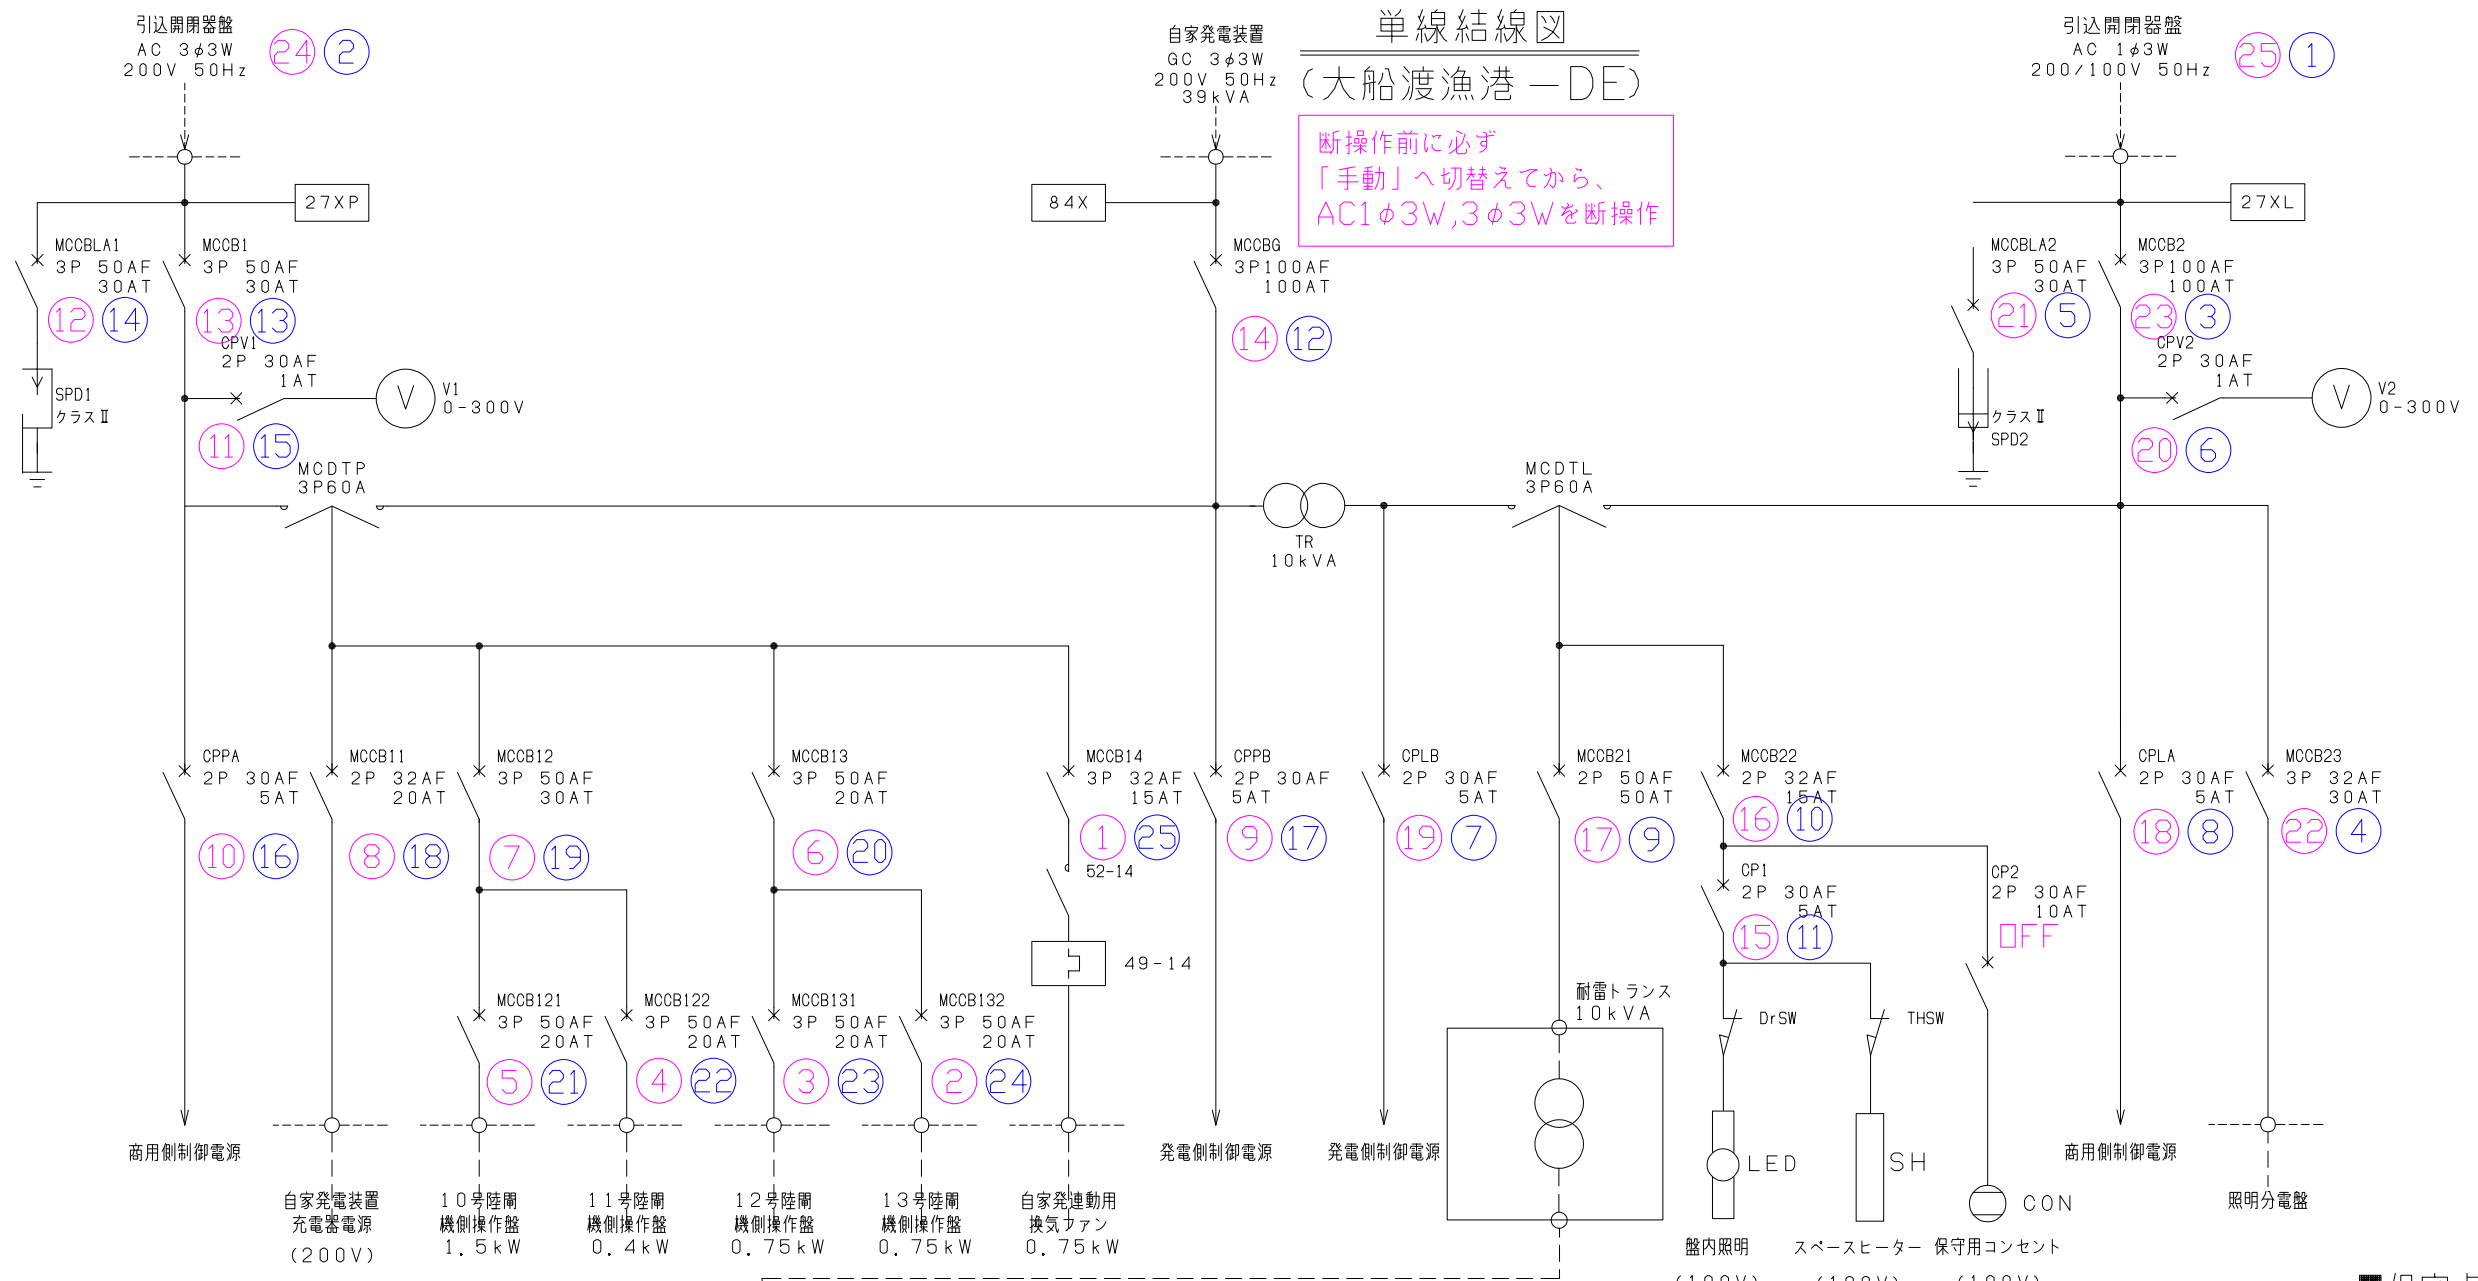 単線結線図
(大船渡漁港-DE)
断操作前に必ず
「手動」へ切替えてから、
AC1φ3W,3φ3Wを断操作
引込開閉器盤
AC 3φ3W
200V 50Hz
24 2
自家発電装置
GC 3φ3W
200V 50Hz
39kVA
引込開閉器盤
AC 1φ3W
200/100V 50Hz
25 1
27XP
84X
27XL
MCCBLA1
3P 50AF
30AT
12 14
MCCB1
3P 50AF
30AT
13 13
MCCBG
3P100AF
100AT
14 12
MCCBLA2
3P 50AF
30AT
21 5
MCCB2
3P100AF
100AT
23 3
SPD1
クラスⅡ
CPV1
2P 30AF
1AT
11 15
V
V1
0-300V
クラスⅡ
SPD2
CPV2
2P 30AF
1AT
20 6
V
V2
0-300V
MCDTP
3P60A
TR
10kVA
MCDTL
3P60A
CPPA
2P 30AF
5AT
10 16
MCCB11
2P 32AF
20AT
8 18
MCCB12
3P 50AF
30AT
7 19
MCCB13
3P 50AF
20AT
6 20
MCCB14
3P 32AF
15AT
1 25
52-14
49-14
CPPB
2P 30AF
5AT
9 17
CPLB
2P 30AF
5AT
19 7
MCCB21
2P 50AF
50AT
17 9
MCCB22
2P 32AF
15AT
16 10
CP1
2P 30AF
5AT
15 11
CP2
2P 30AF
10AT
OFF
CPLA
2P 30AF
5AT
18 8
MCCB23
3P 32AF
30AT
22 4
MCCB121
3P 50AF
20AT
5 21
MCCB122
3P 50AF
20AT
4 22
MCCB131
3P 50AF
20AT
3 23
MCCB132
3P 50AF
20AT
2 24
耐雷トランス
10kVA
DrSW
THSW
LED
SH
CON
商用側制御電源
自家発電装置
充電器電源
(200V)
10号陸閘
機側操作盤
1.5kW
11号陸閘
機側操作盤
0.4kW
12号陸閘
機側操作盤
0.75kW
13号陸閘
機側操作盤
0.75kW
自家発連動用
換気ファン
0.75kW
発電側制御電源
発電側制御電源
盤内照明
(100V)
スペースヒーター
(100V)
保守用コンセント
(100V)
商用側制御電源
照明分電盤